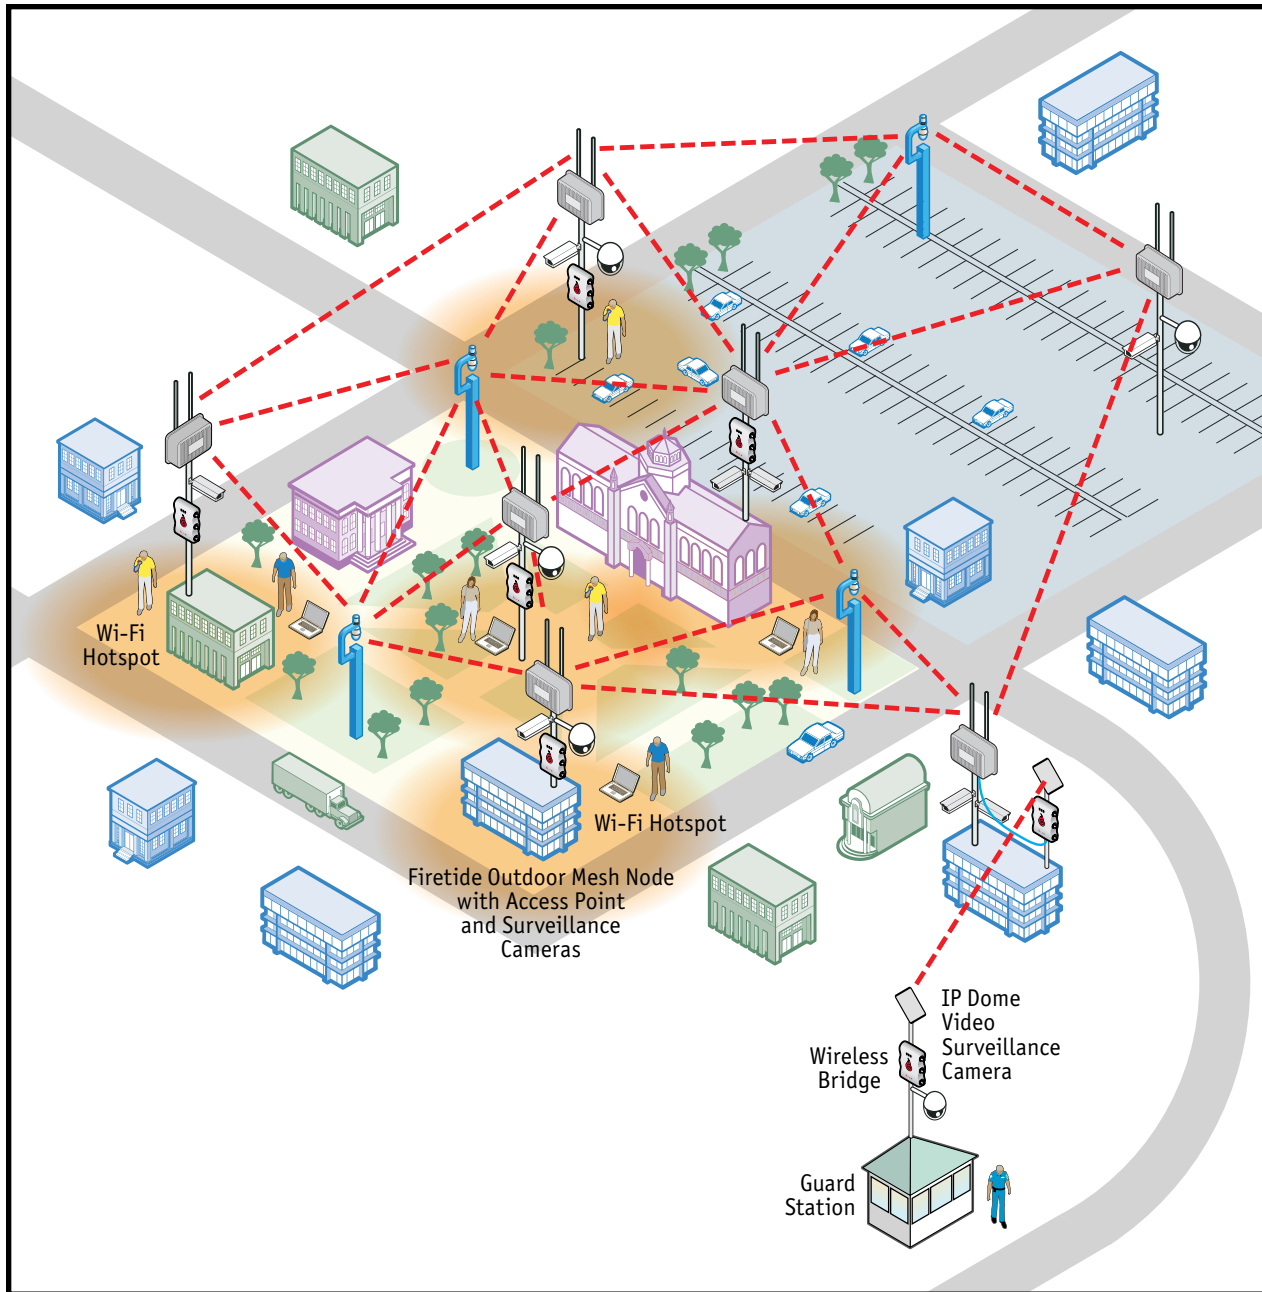 Wi-Fi
Hotspot
Wi-Fi Hotspot
Firetide Outdoor Mesh Node
with Access Point
and Surveillance
Cameras
IP Dome
Video
Surveillance
Camera
Wireless
Bridge
Guard
Station